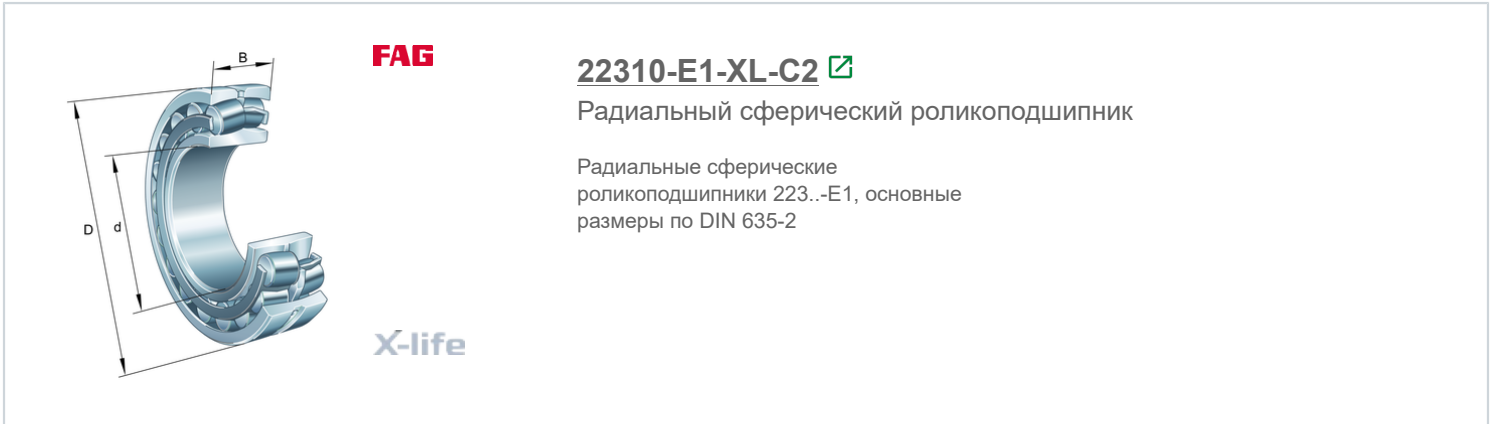 FAG
B
D
d
X-life
22310-E1-XL-C2
Радиальный сферический роликоподшипник
Радиальные сферические
роликоподшипники 223..-E1, основные
размеры по DIN 635-2